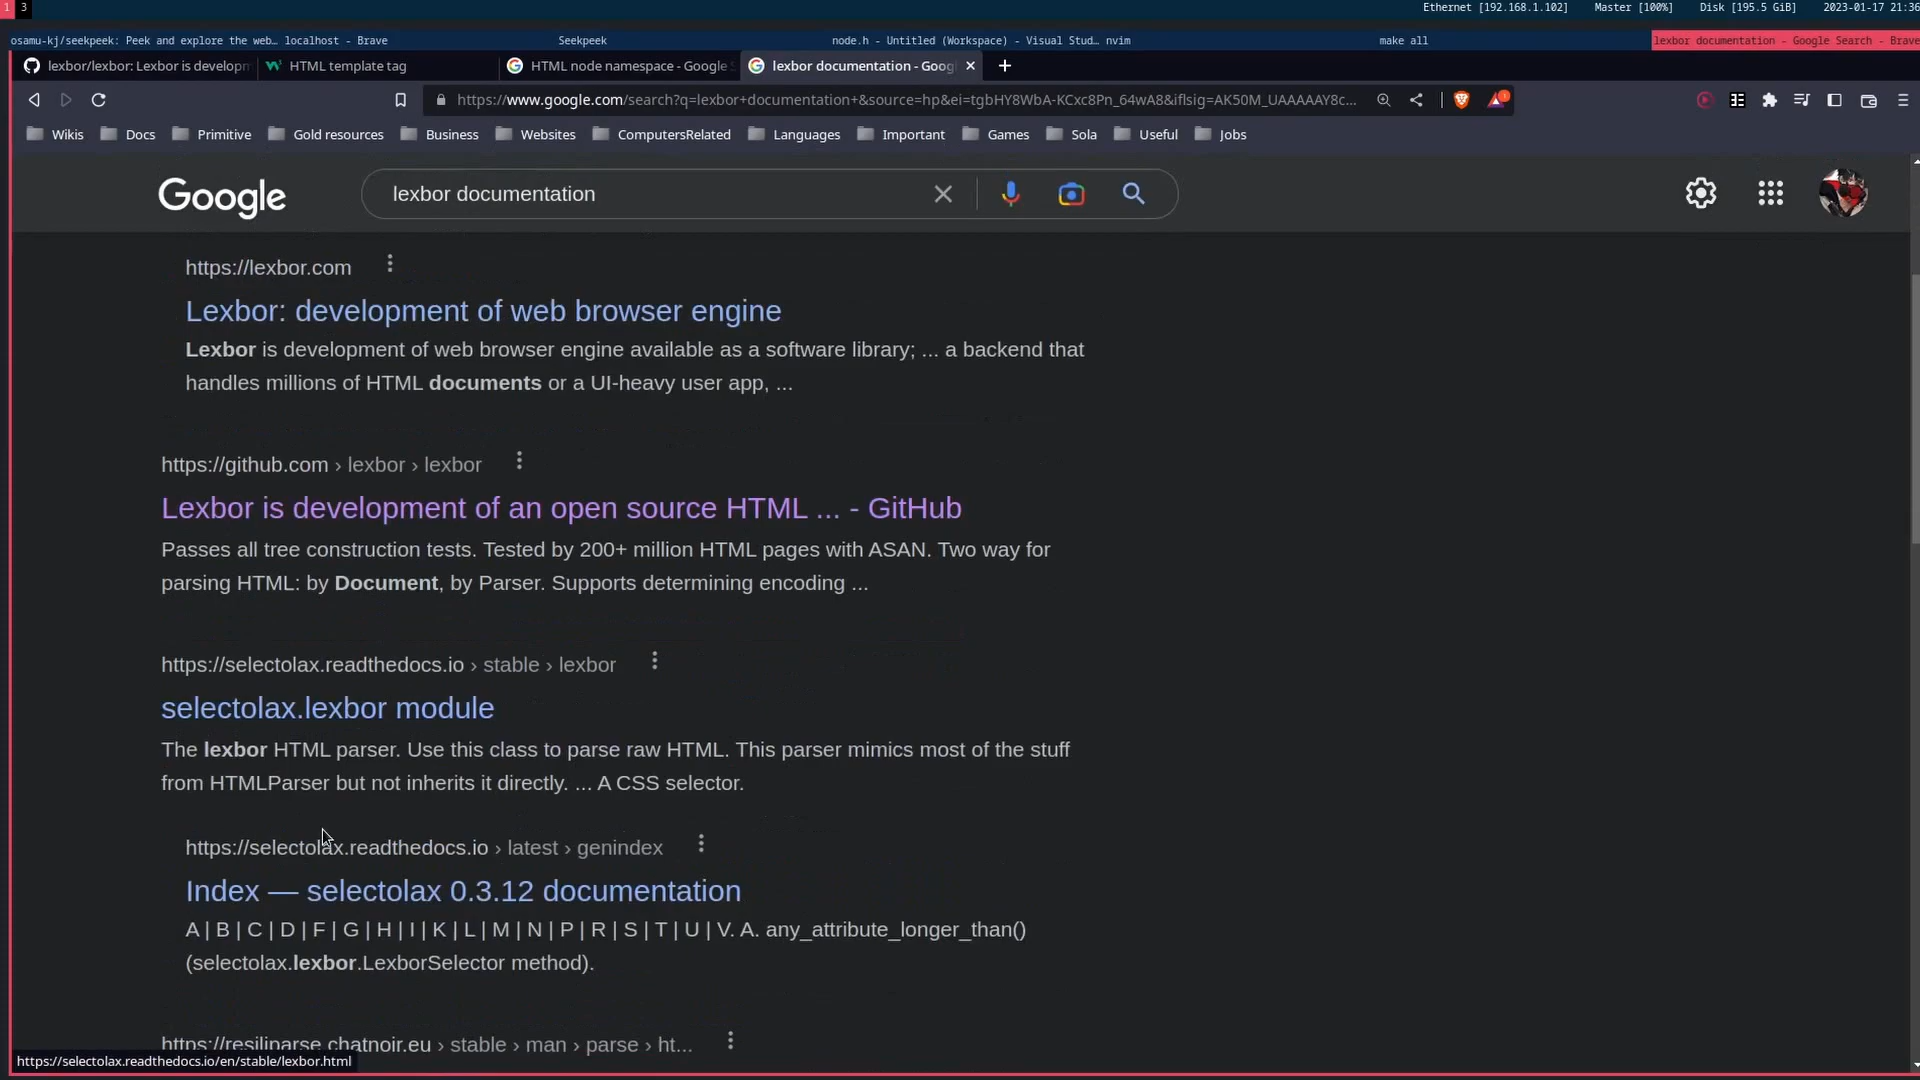 1 3 Ethernet [192.168.1.102] Master [100%] Disk [195.5 GiB] 2023-01-17 21:36
osamu-kj/seekpeek: Peek and explore the web… localhost - Brave Seekpeek node.h - Untitled (Workspace) - Visual Stud… nvim make all lexbor documentation - Google Search - Brave
lexbor/lexbor: Lexbor is developm HTML template tag HTML node namespace - Google S lexbor documentation - Goog
https://www.google.com/search?q=lexbor+documentation+&source=hp&ei=tgbHY8WbA-KCxc8Pn_64wA8&iflsig=AK50M_UAAAAAY8c...
Wikis Docs Primitive Gold resources Business Websites ComputersRelated Languages Important Games Sola Useful Jobs
Google lexbor documentation
https://lexbor.com
Lexbor: development of web browser engine
Lexbor is development of web browser engine available as a software library; ... a backend that
handles millions of HTML documents or a UI-heavy user app, ...
https://github.com › lexbor › lexbor
Lexbor is development of an open source HTML ... - GitHub
Passes all tree construction tests. Tested by 200+ million HTML pages with ASAN. Two way for
parsing HTML: by Document, by Parser. Supports determining encoding ...
https://selectolax.readthedocs.io › stable › lexbor
selectolax.lexbor module
The lexbor HTML parser. Use this class to parse raw HTML. This parser mimics most of the stuff
from HTMLParser but not inherits it directly. ... A CSS selector.
https://selectolax.readthedocs.io › latest › genindex
Index — selectolax 0.3.12 documentation
A | B | C | D | F | G | H | I | K | L | M | N | P | R | S | T | U | V. A. any_attribute_longer_than()
(selectolax.lexbor.LexborSelector method).
https://resiliparse.chatnoir.eu › stable › man › parse › ht...
https://selectolax.readthedocs.io/en/stable/lexbor.html